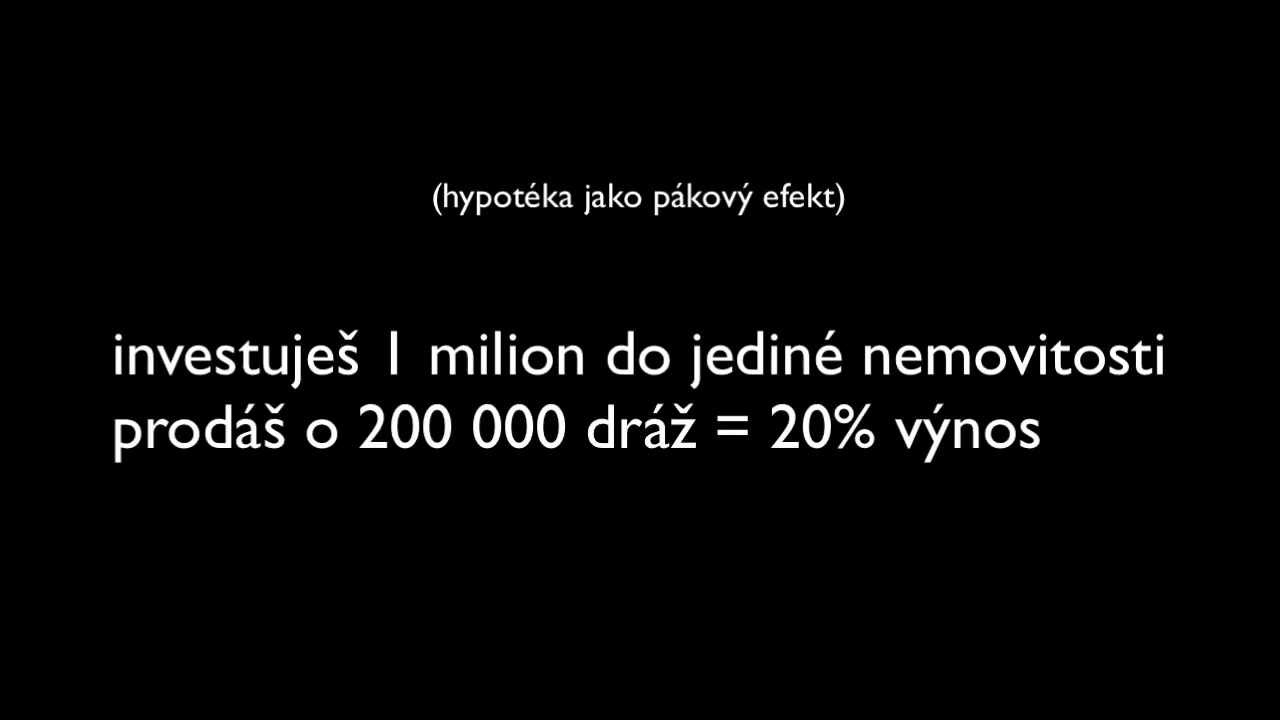 (hypotéka jako pákový efekt)
investuješ 1 milion do jediné nemovitosti
prodáš o 200 000 dráž = 20% výnos